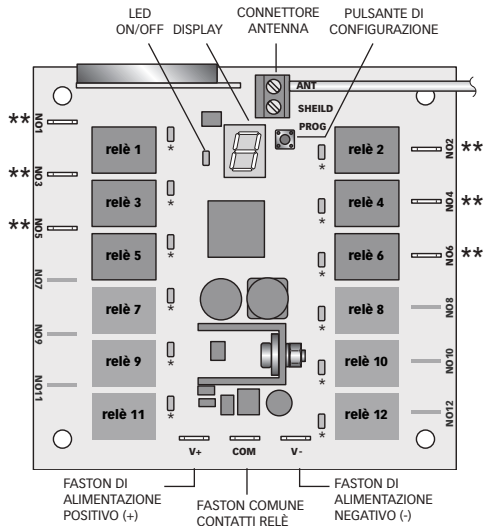 LED
ON/OFF
DISPLAY
CONNETTORE
ANTENNA
PULSANTE DI
CONFIGURAZIONE
ANT
SHEILD
PROG
**
NO1
relè 1
*
relè 2
*
NO2
**
**
NO3
relè 3
*
relè 4
*
NO4
**
**
NO5
relè 5
*
relè 6
*
NO6
**
NO7
relè 7
*
relè 8
*
NO8
NO9
relè 9
*
relè 10
*
NO10
NO11
relè 11
*
relè 12
*
NO12
V+
COM
V-
FASTON DI
ALIMENTAZIONE
POSITIVO (+)
FASTON COMUNE
CONTATTI RELÈ
FASTON DI
ALIMENTAZIONE
NEGATIVO (-)